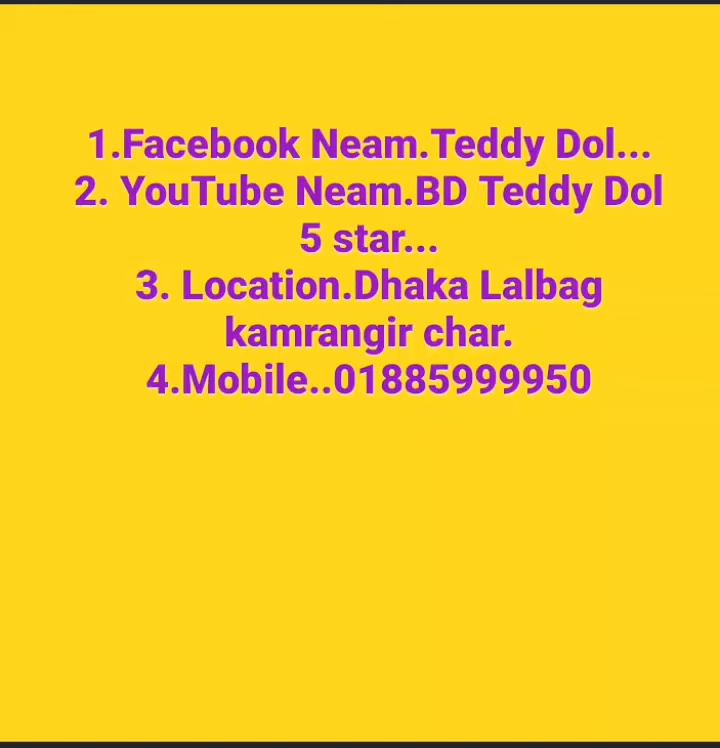 1.Facebook Neam.Teddy Dol...
2. YouTube Neam.BD Teddy Dol
5 star...
3. Location.Dhaka Lalbag
kamrangir char.
4.Mobile..01885999950